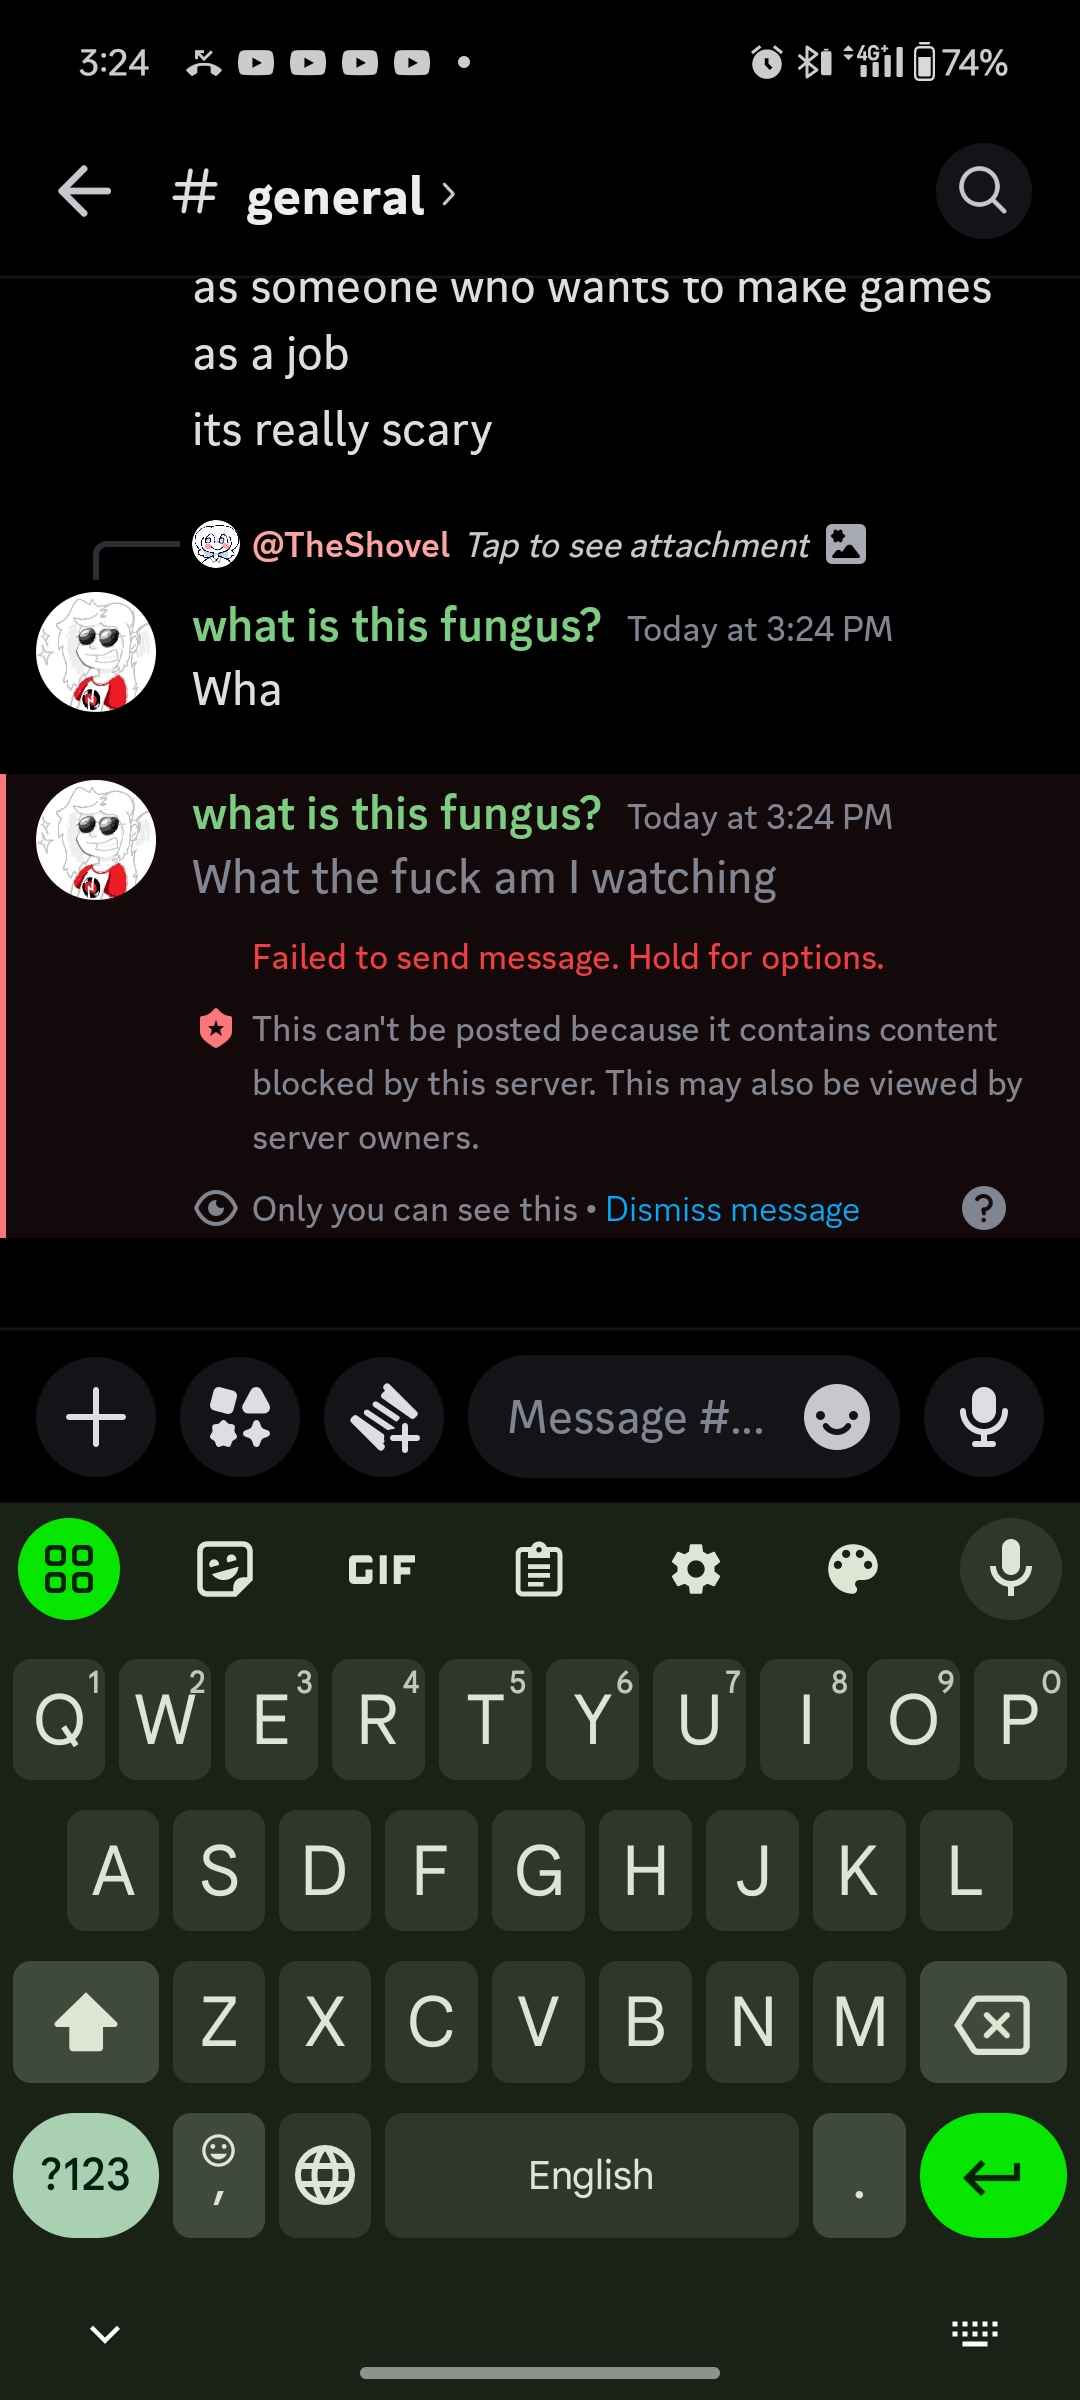 3:24 4G+ 74%
# general
as someone who wants to make games
as a job
its really scary
@TheShovel Tap to see attachment
what is this fungus? Today at 3:24 PM
Wha
what is this fungus? Today at 3:24 PM
What the fuck am I watching
Failed to send message. Hold for options.
This can't be posted because it contains content
blocked by this server. This may also be viewed by
server owners.
Only you can see this • Dismiss message ?
Message #...
GIF
Q1 W2 E3 R4 T5 Y6 U7 I8 O9 P0
A S D F G H J K L
Z X C V B N M
?123 , English .